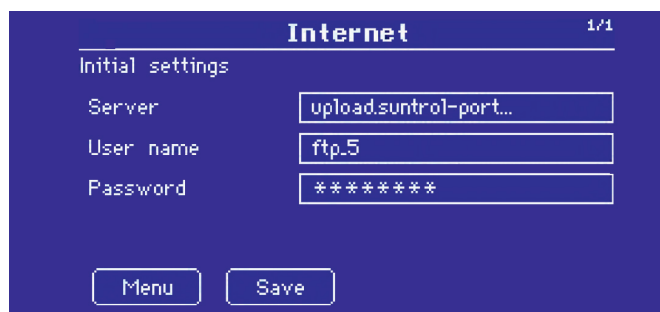 Internet 1/1
Initial settings
Server upload.suntrol-port...
User name ftp_5
Password ********
Menu Save